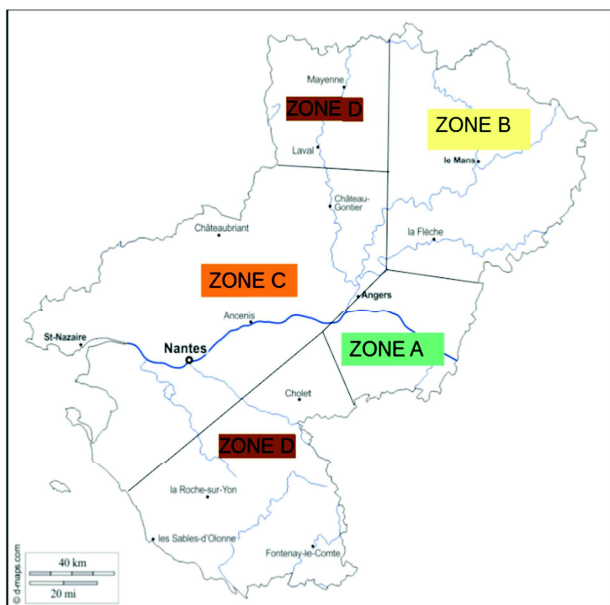 Mayenne
ZONE D
Laval
ZONE B
le Mans
Château-
Gontier
la Flèche
Châteaubriant
ZONE C
Angers
Ancenis
St-Nazaire
Nantes
ZONE A
Cholet
ZONE D
la Roche-sur-Yon
les Sables-d'Olonne
Fontenay-le-Comte
40 km
20 mi
© d-maps.com